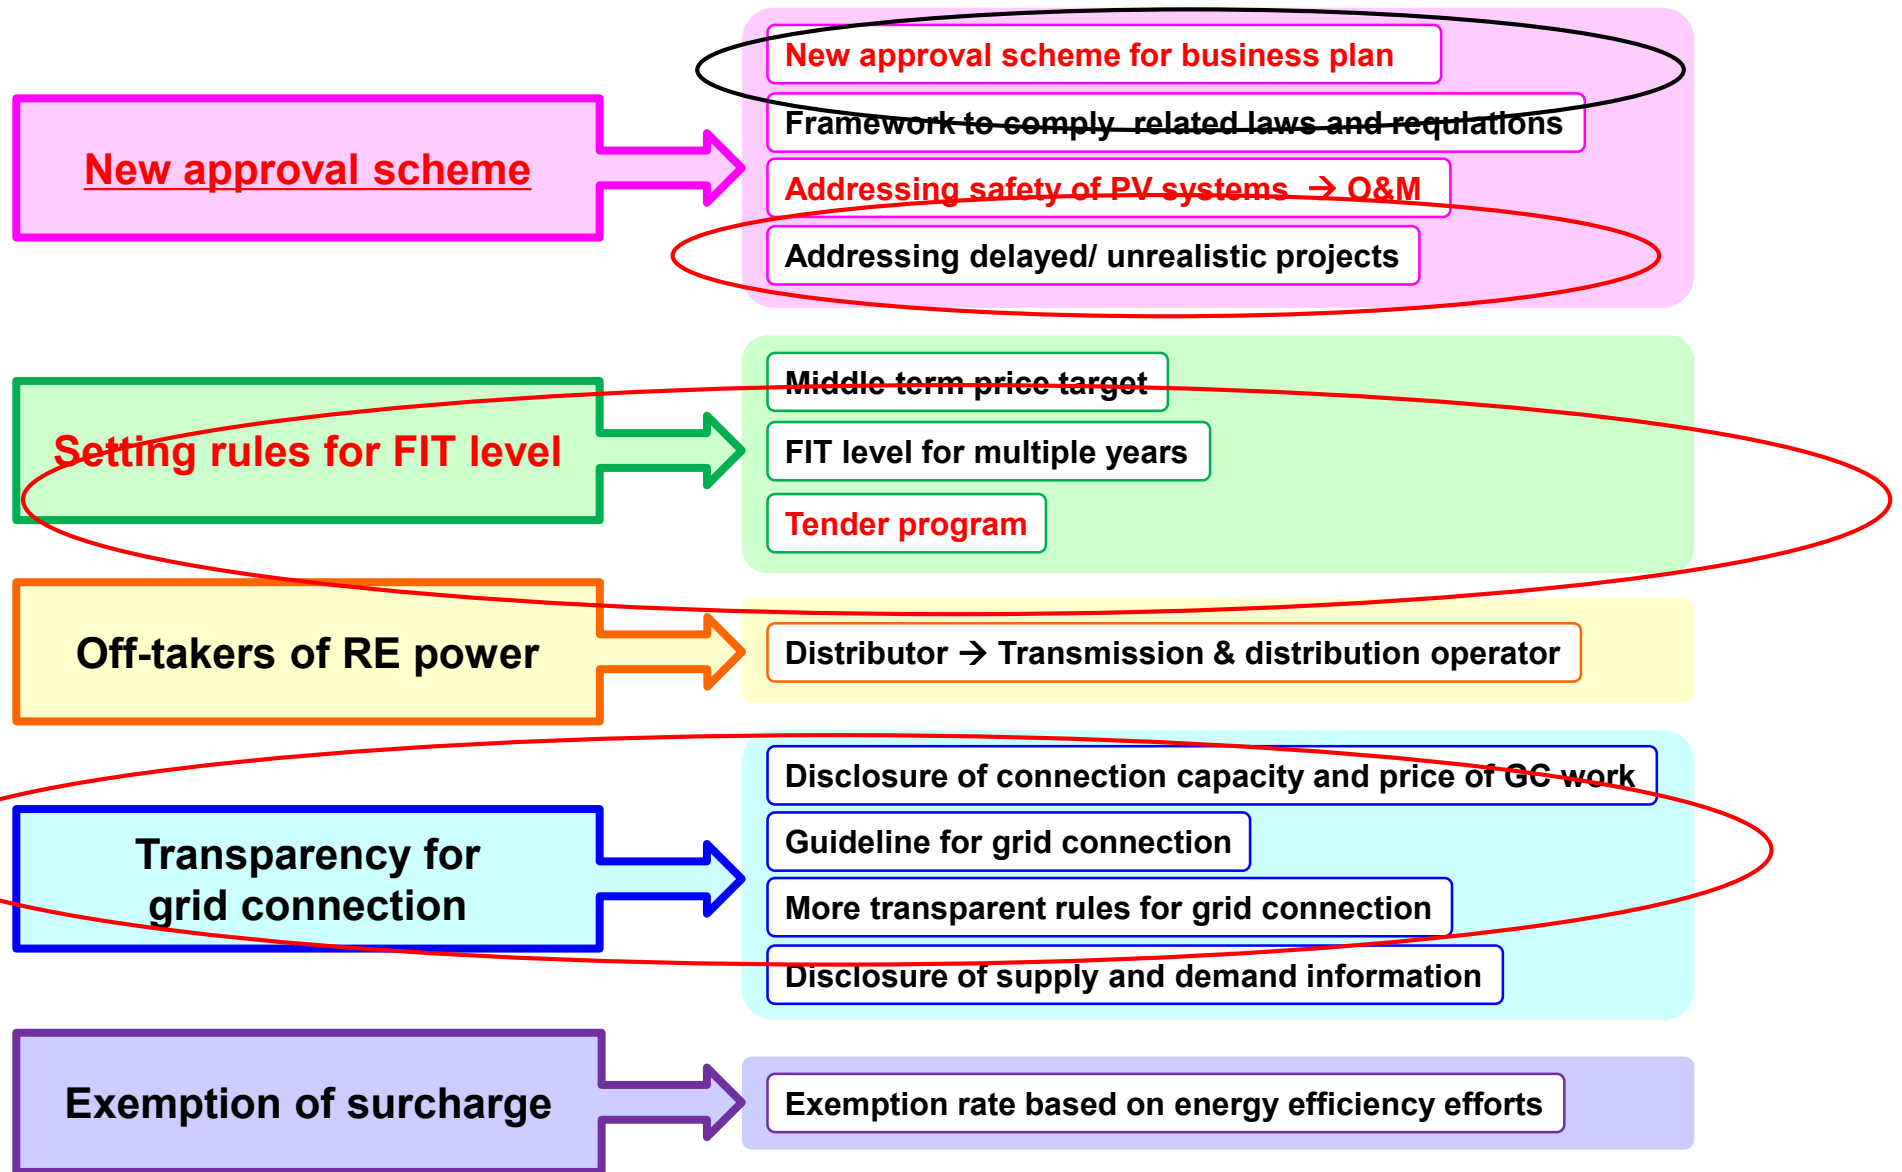 New approval scheme
New approval scheme for business plan
Framework to comply  related laws and regulations
Addressing safety of PV systems → O&M
Addressing delayed/ unrealistic projects
Setting rules for FIT level
Middle term price target
FIT level for multiple years
Tender program
Off-takers of RE power
Distributor → Transmission & distribution operator
Transparency for
grid connection
Disclosure of connection capacity and price of GC work
Guideline for grid connection
More transparent rules for grid connection
Disclosure of supply and demand information
Exemption of surcharge
Exemption rate based on energy efficiency efforts